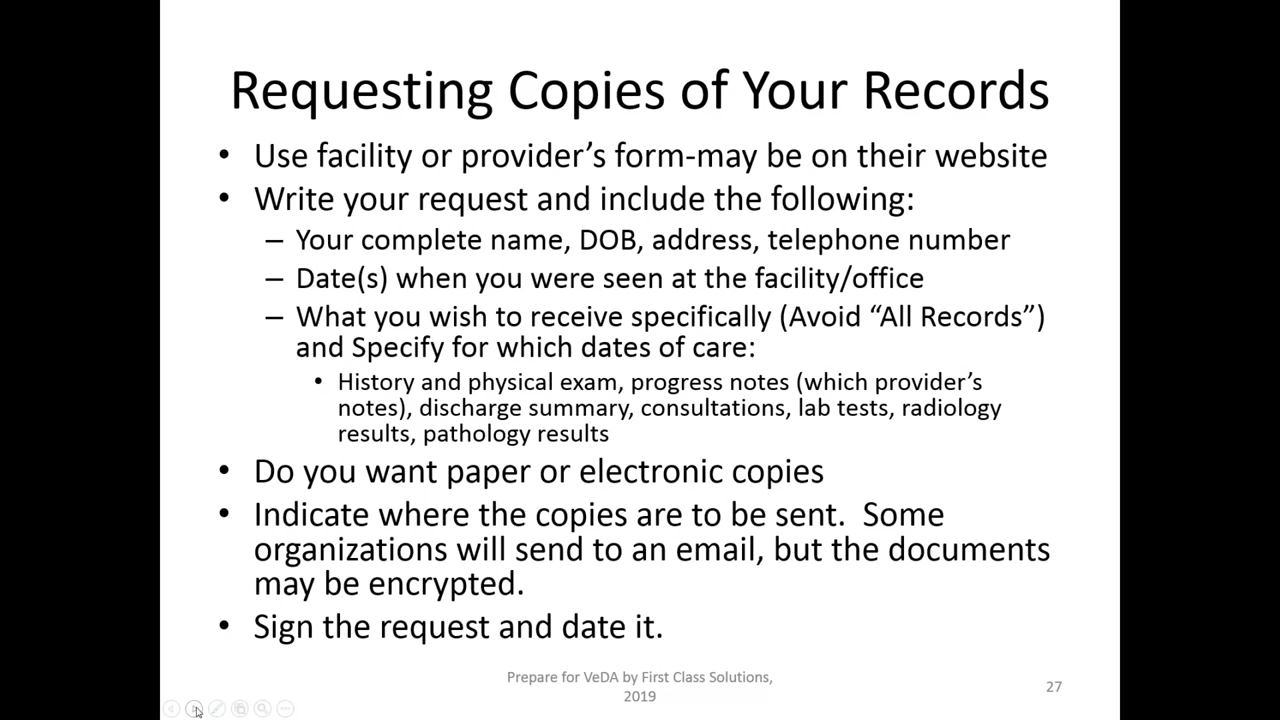 Requesting Copies of Your Records
• Use facility or provider's form-may be on their website
• Write your request and include the following:
– Your complete name, DOB, address, telephone number
– Date(s) when you were seen at the facility/office
– What you wish to receive specifically (Avoid “All Records”)
and Specify for which dates of care:
• History and physical exam, progress notes (which provider's
notes), discharge summary, consultations, lab tests, radiology
results, pathology results
• Do you want paper or electronic copies
• Indicate where the copies are to be sent.  Some
organizations will send to an email, but the documents
may be encrypted.
• Sign the request and date it.
Prepare for VeDA by First Class Solutions,
2019
27